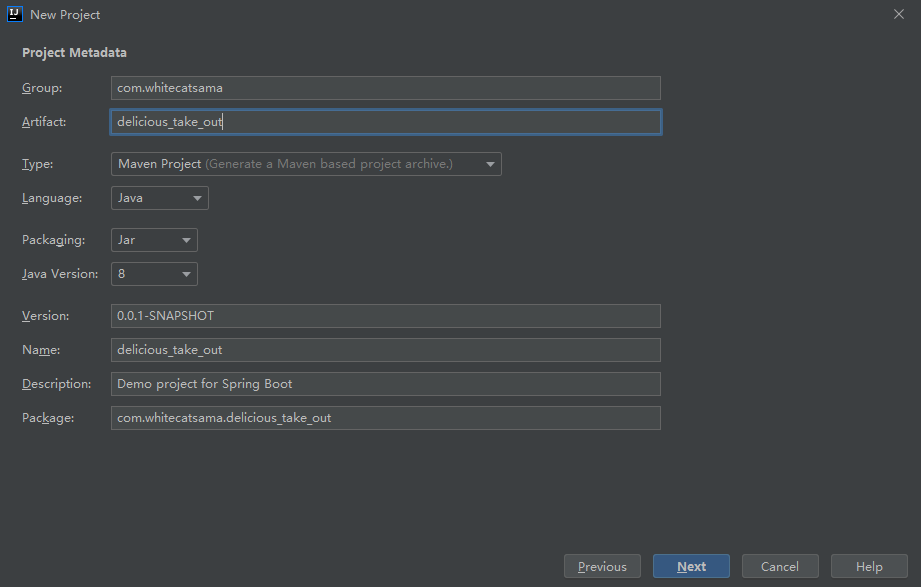 IJ New Project
Project Metadata
Group: com.whitecatsama
Artifact: delicious_take_out
Type: Maven Project (Generate a Maven based project archive.)
Language: Java
Packaging: Jar
Java Version: 8
Version: 0.0.1-SNAPSHOT
Name: delicious_take_out
Description: Demo project for Spring Boot
Package: com.whitecatsama.delicious_take_out
Previous Next Cancel Help